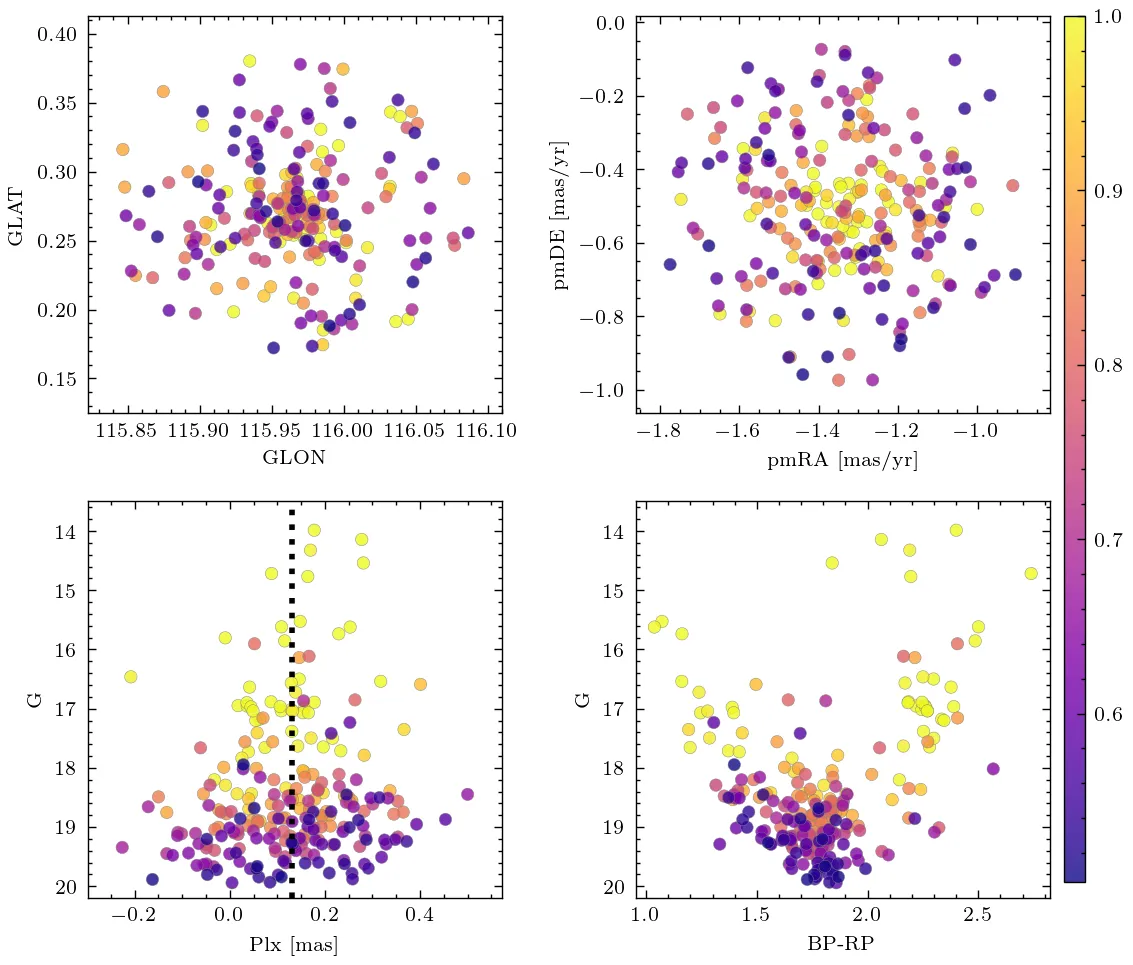 0.40
0.35
0.30
0.25
0.20
0.15
GLAT
115.85 115.90 115.95 116.00 116.05 116.10
GLON
0.0
−0.2
−0.4
−0.6
−0.8
−1.0
pmDE [mas/yr]
−1.8 −1.6 −1.4 −1.2 −1.0
pmRA [mas/yr]
1.0
0.9
0.8
0.7
0.6
14
15
16
17
18
19
20
G
−0.2 0.0 0.2 0.4
Plx [mas]
14
15
16
17
18
19
20
G
1.0 1.5 2.0 2.5
BP-RP